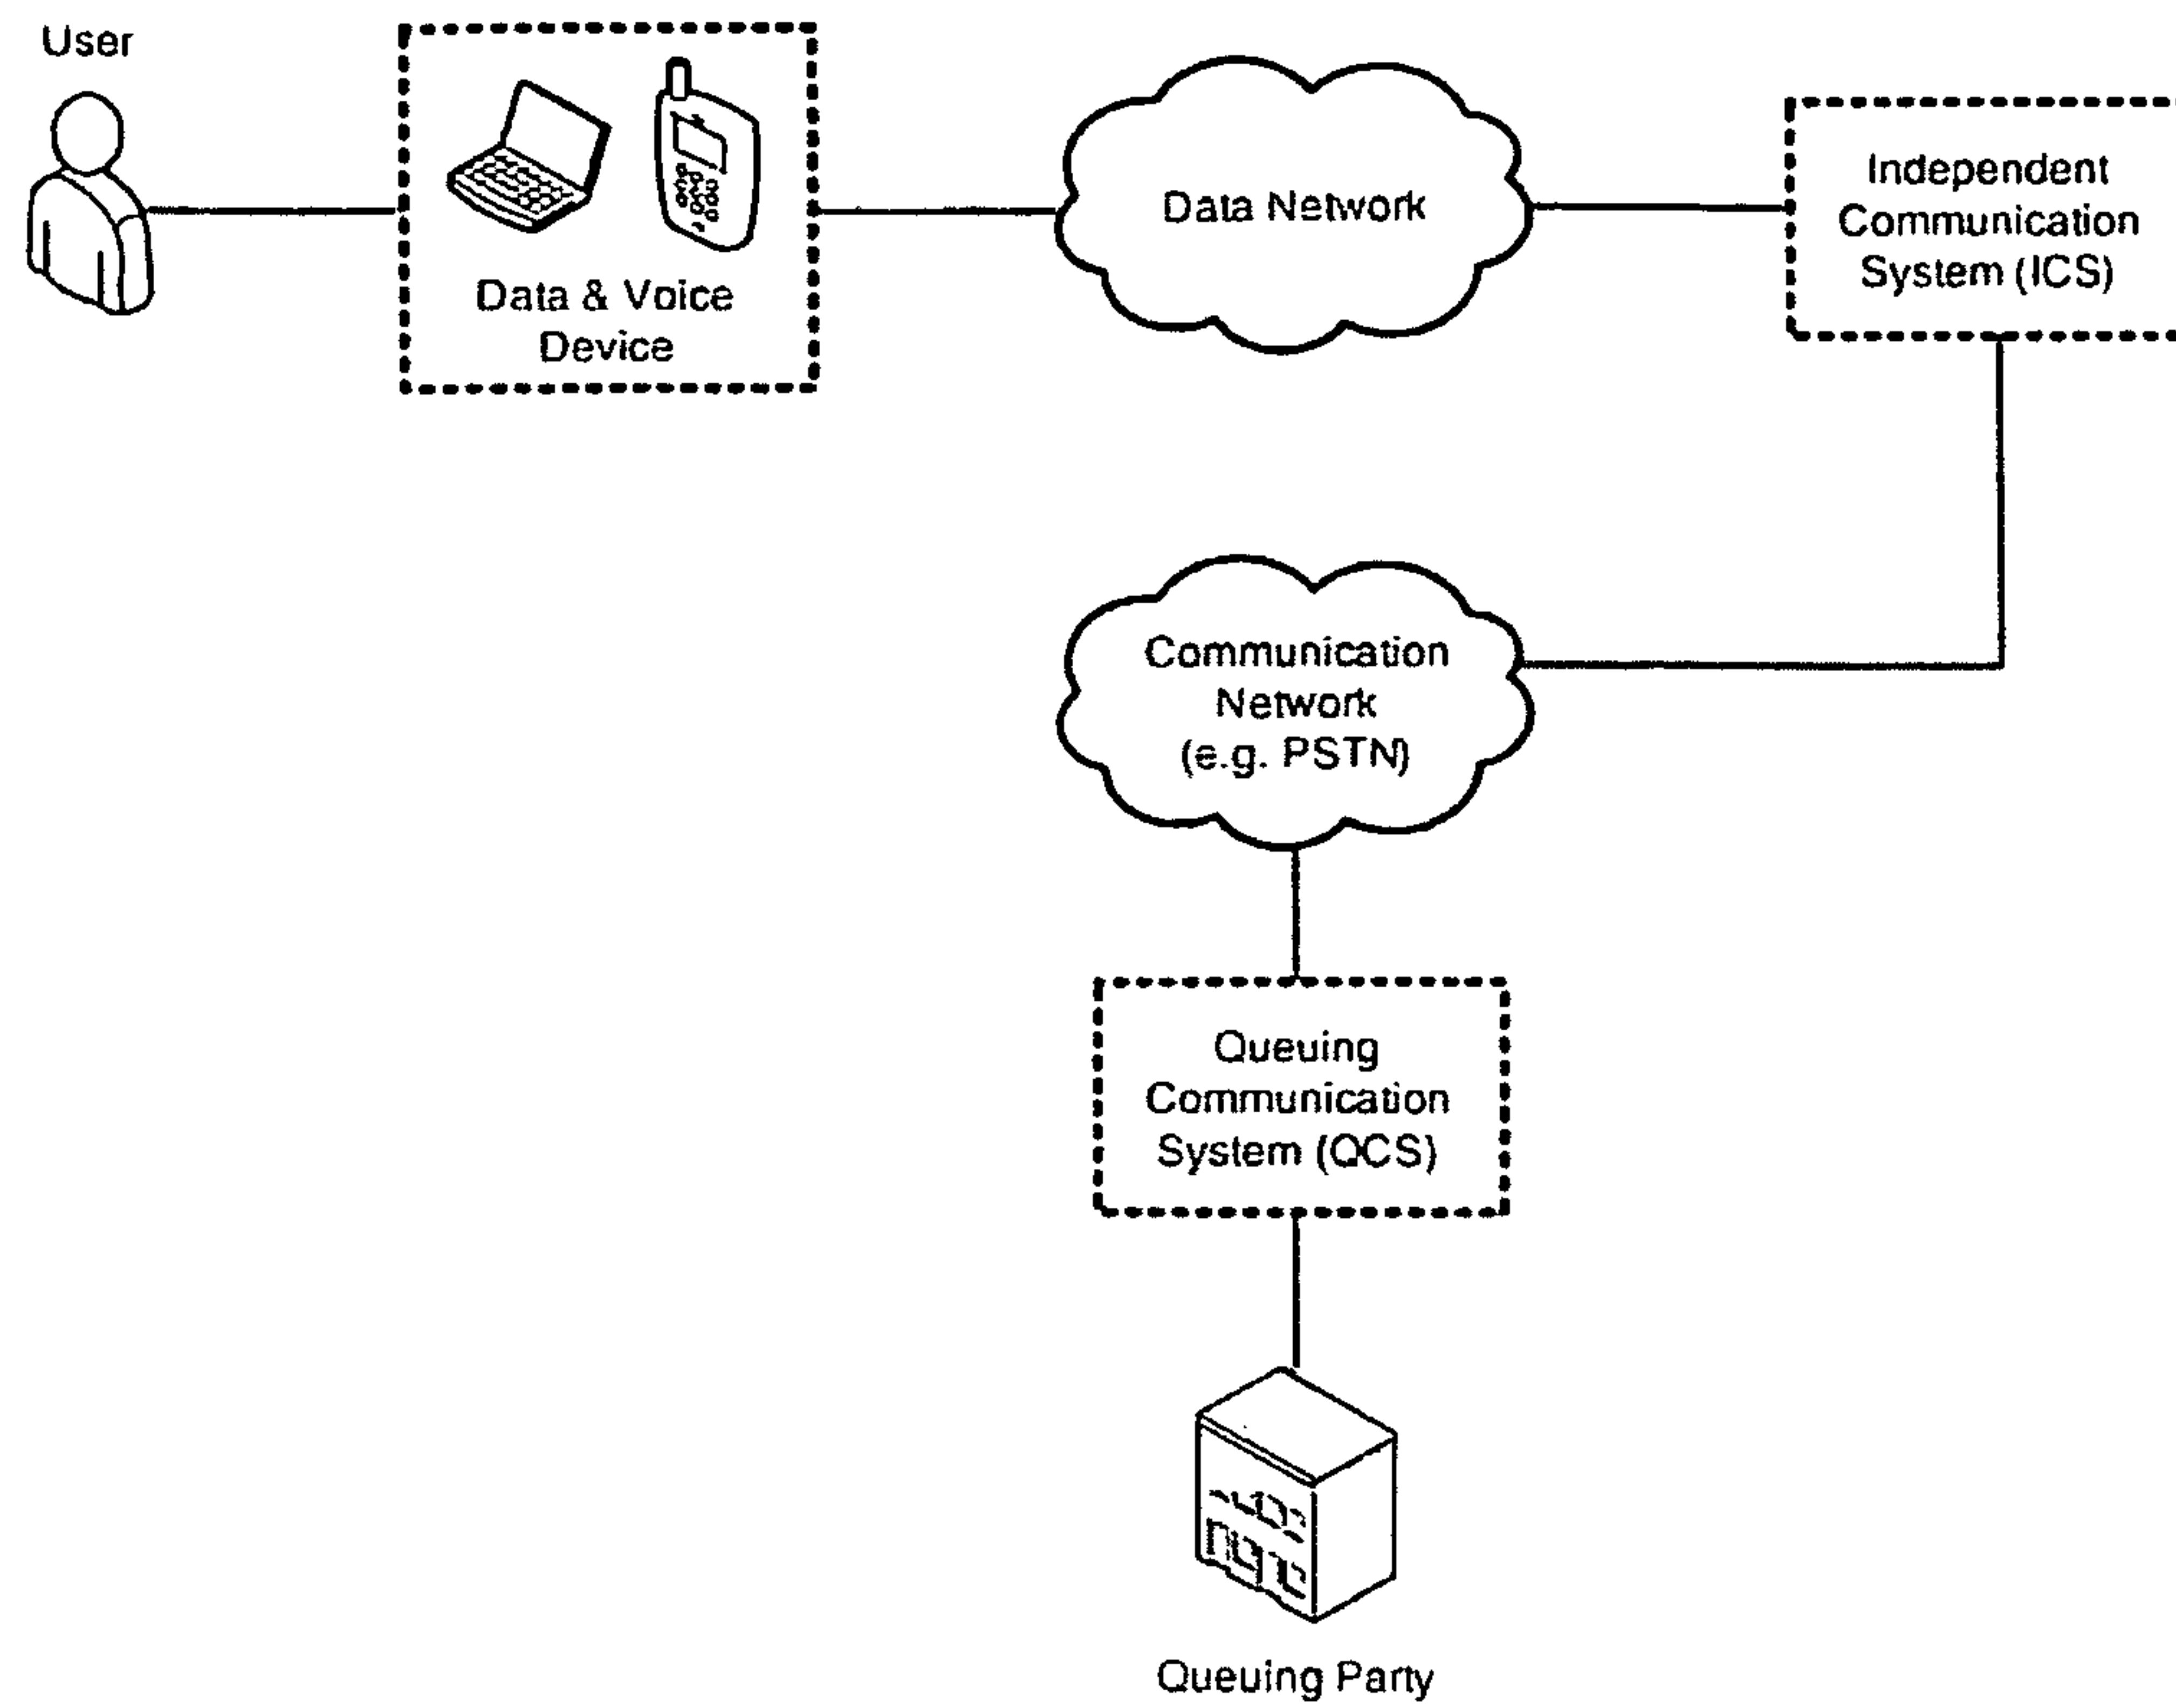 User
Data & Voice
Device
Data Network
Independent
Communication
System (ICS)
Communication
Network
(e.g. PSTN)
Queuing
Communication
System (QCS)
Queuing Party